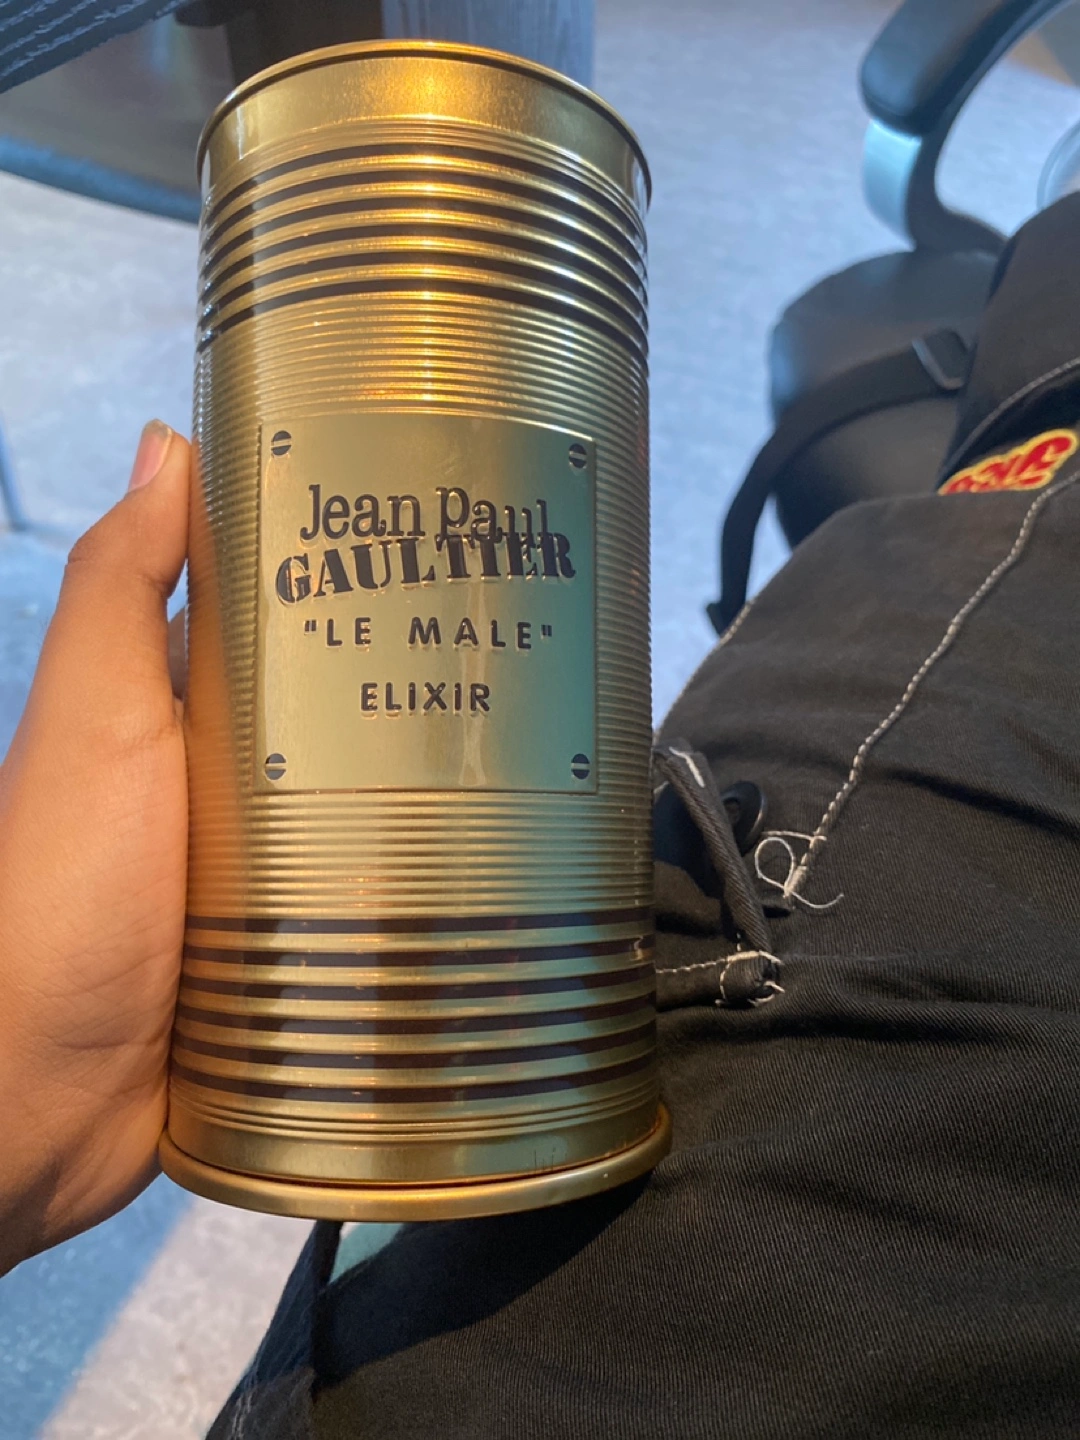 Jean Paul
GAULTIER
"LE MALE"
ELiXiR